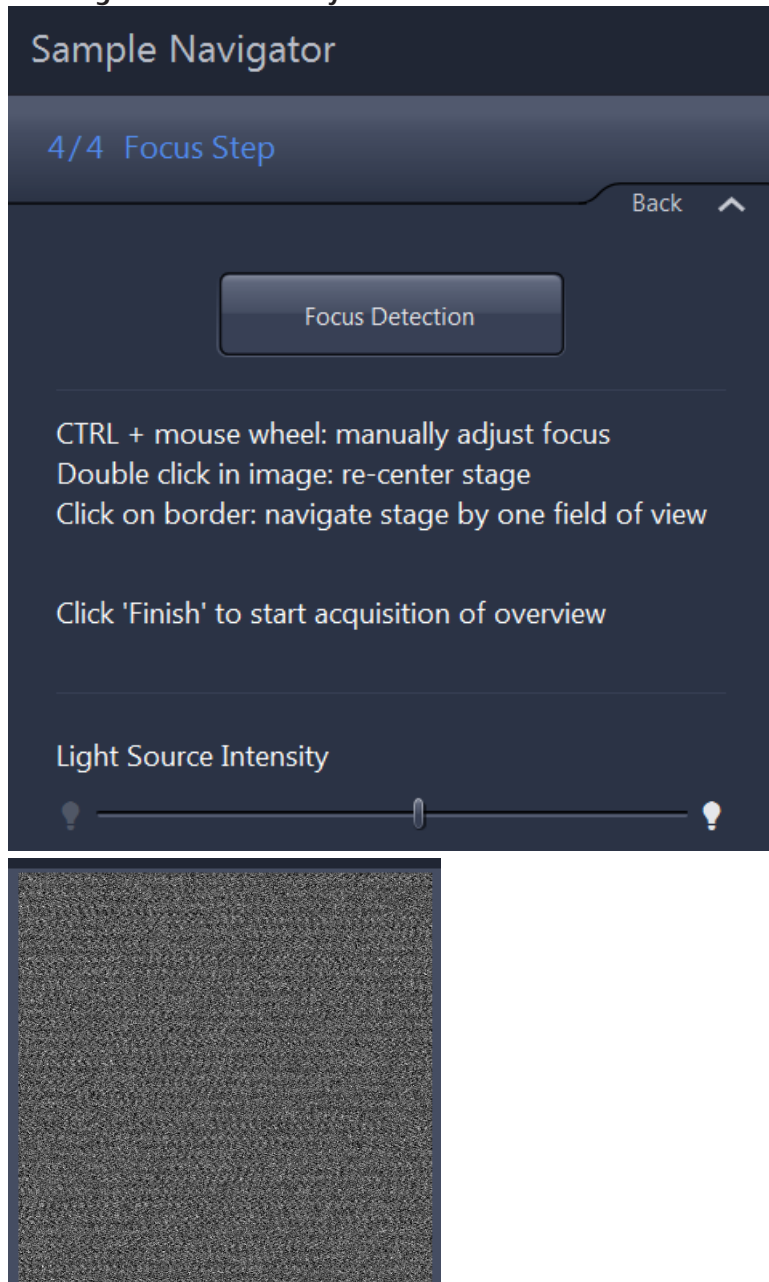 Sample Navigator
4/4 Focus Step
Back
Focus Detection
CTRL + mouse wheel: manually adjust focus
Double click in image: re-center stage
Click on border: navigate stage by one field of view
Click 'Finish' to start acquisition of overview
Light Source Intensity